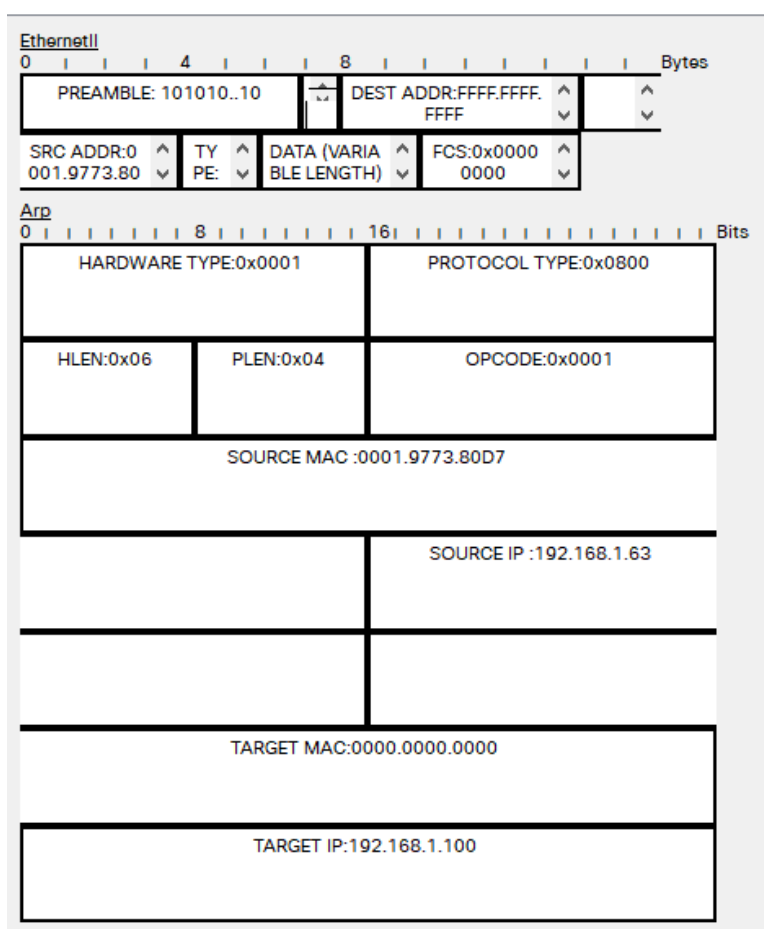 EthernetII
0 4 8 Bytes
PREAMBLE: 101010..10
DEST ADDR:FFFF.FFFF.
FFFF
SRC ADDR:0
001.9773.80
TY
PE:
DATA (VARIA
BLE LENGTH)
FCS:0x0000
0000
Arp
0 8 16 Bits
HARDWARE TYPE:0x0001
PROTOCOL TYPE:0x0800
HLEN:0x06
PLEN:0x04
OPCODE:0x0001
SOURCE MAC :0001.9773.80D7
SOURCE IP :192.168.1.63
TARGET MAC:0000.0000.0000
TARGET IP:192.168.1.100